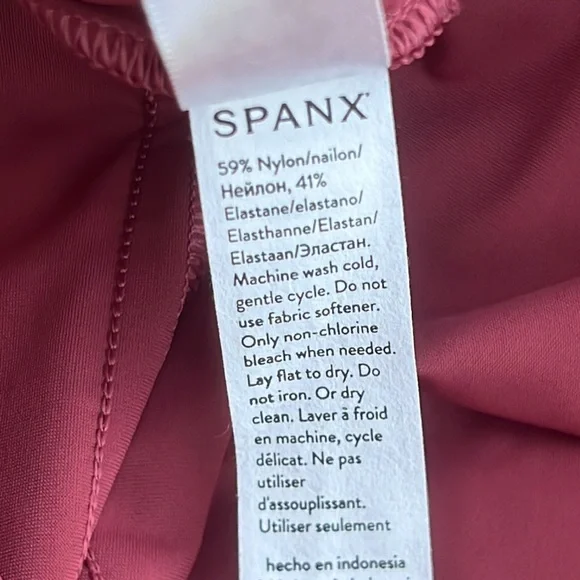 SPANX
59% Nylon/nailon/
Нейлон, 41%
Elastane/elastano/
Elasthanne/Elastan/
Elastaan/Эластан.
Machine wash cold,
gentle cycle. Do not
use fabric softener.
Only non-chlorine
bleach when needed.
Lay flat to dry. Do
not iron. Or dry
clean. Laver à froid
en machine, cycle
délicat. Ne pas
utiliser
d'assouplissant.
Utiliser seulement
hecho en indonesia